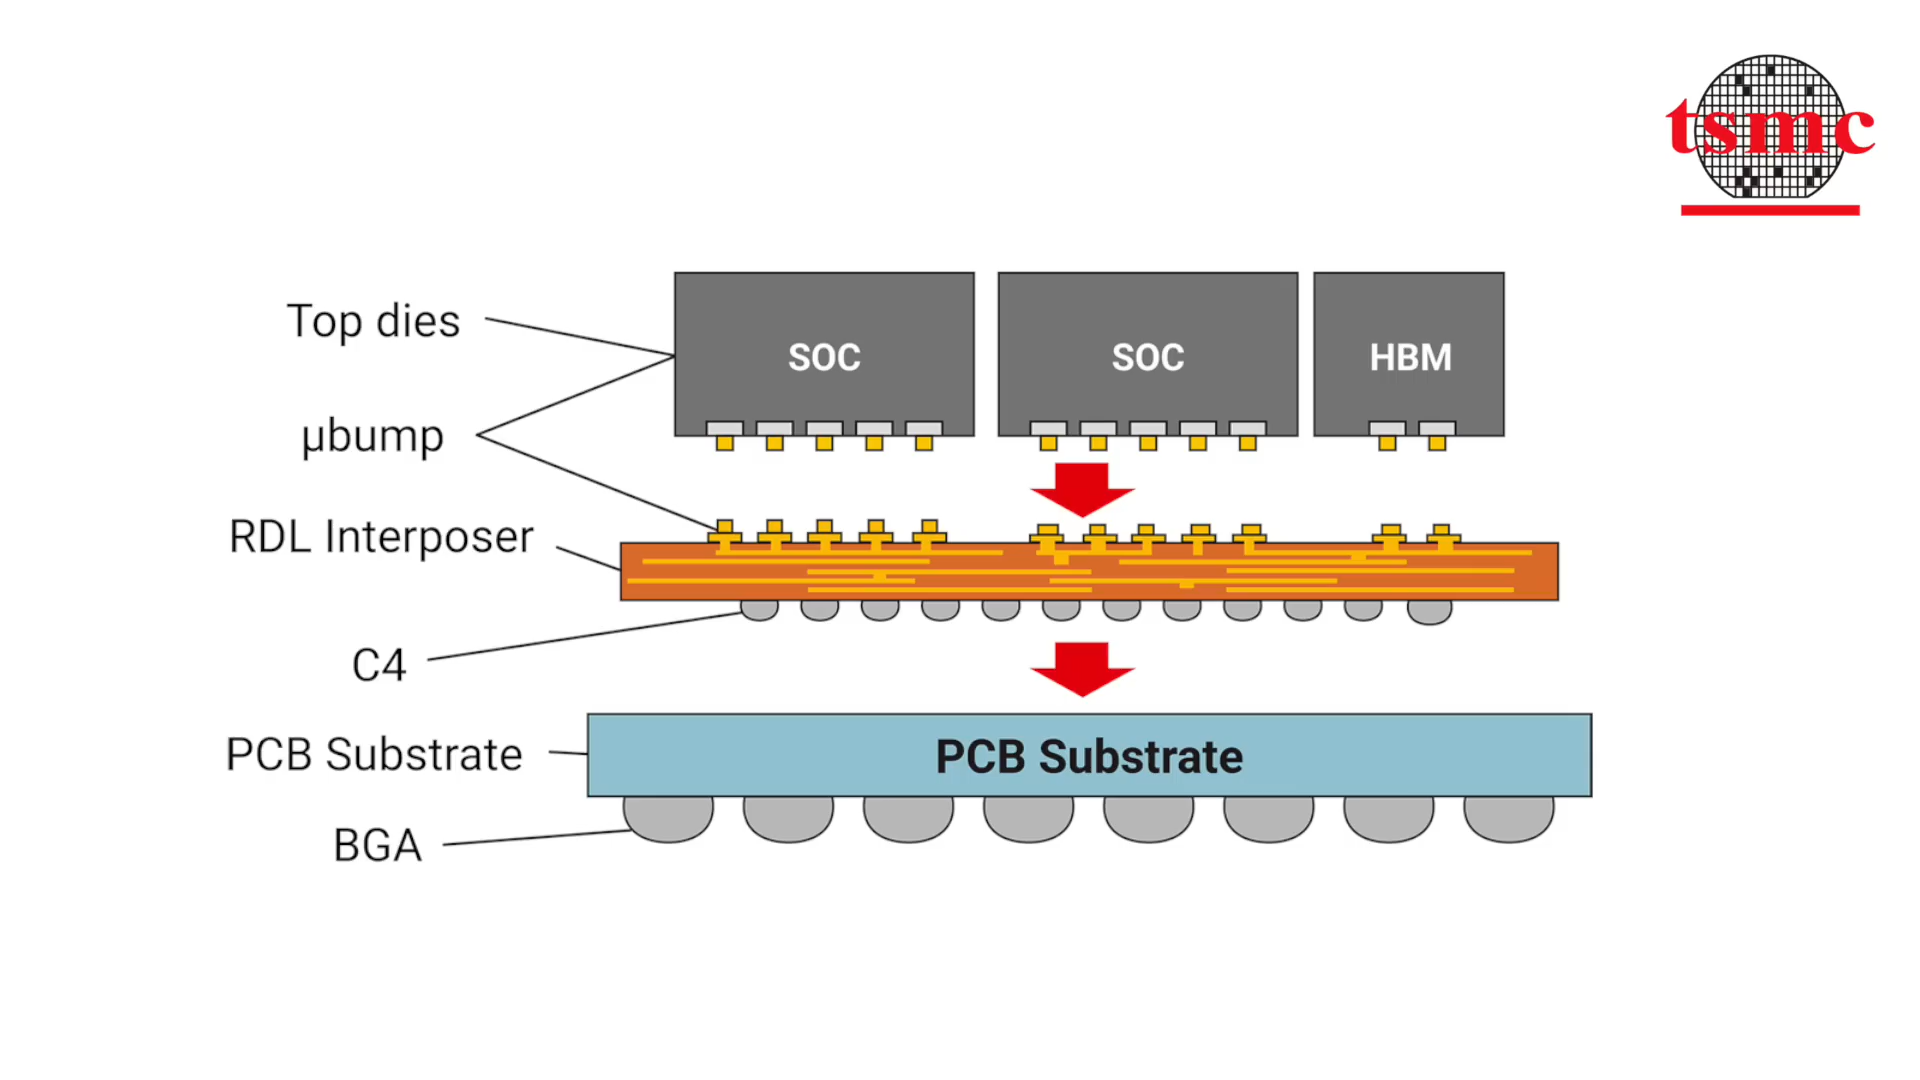 tsmc
Top dies
SOC
SOC
HBM
µbump
RDL Interposer
C4
PCB Substrate
PCB Substrate
BGA